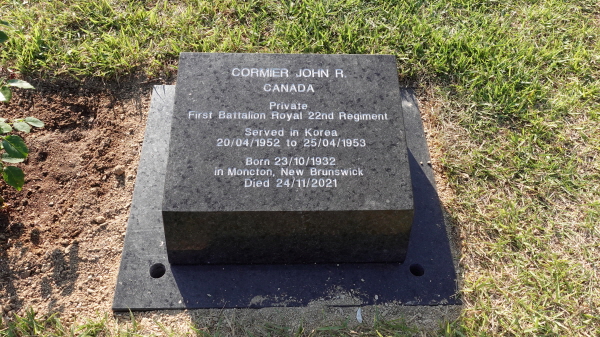 CORMIER JOHN R.
CANADA
Private
First Battalion Royal 22nd Regiment
Served in Korea
20/04/1952 to 25/04/1953
Born 23/10/1932
in Moncton, New Brunswick
Died 24/11/2021